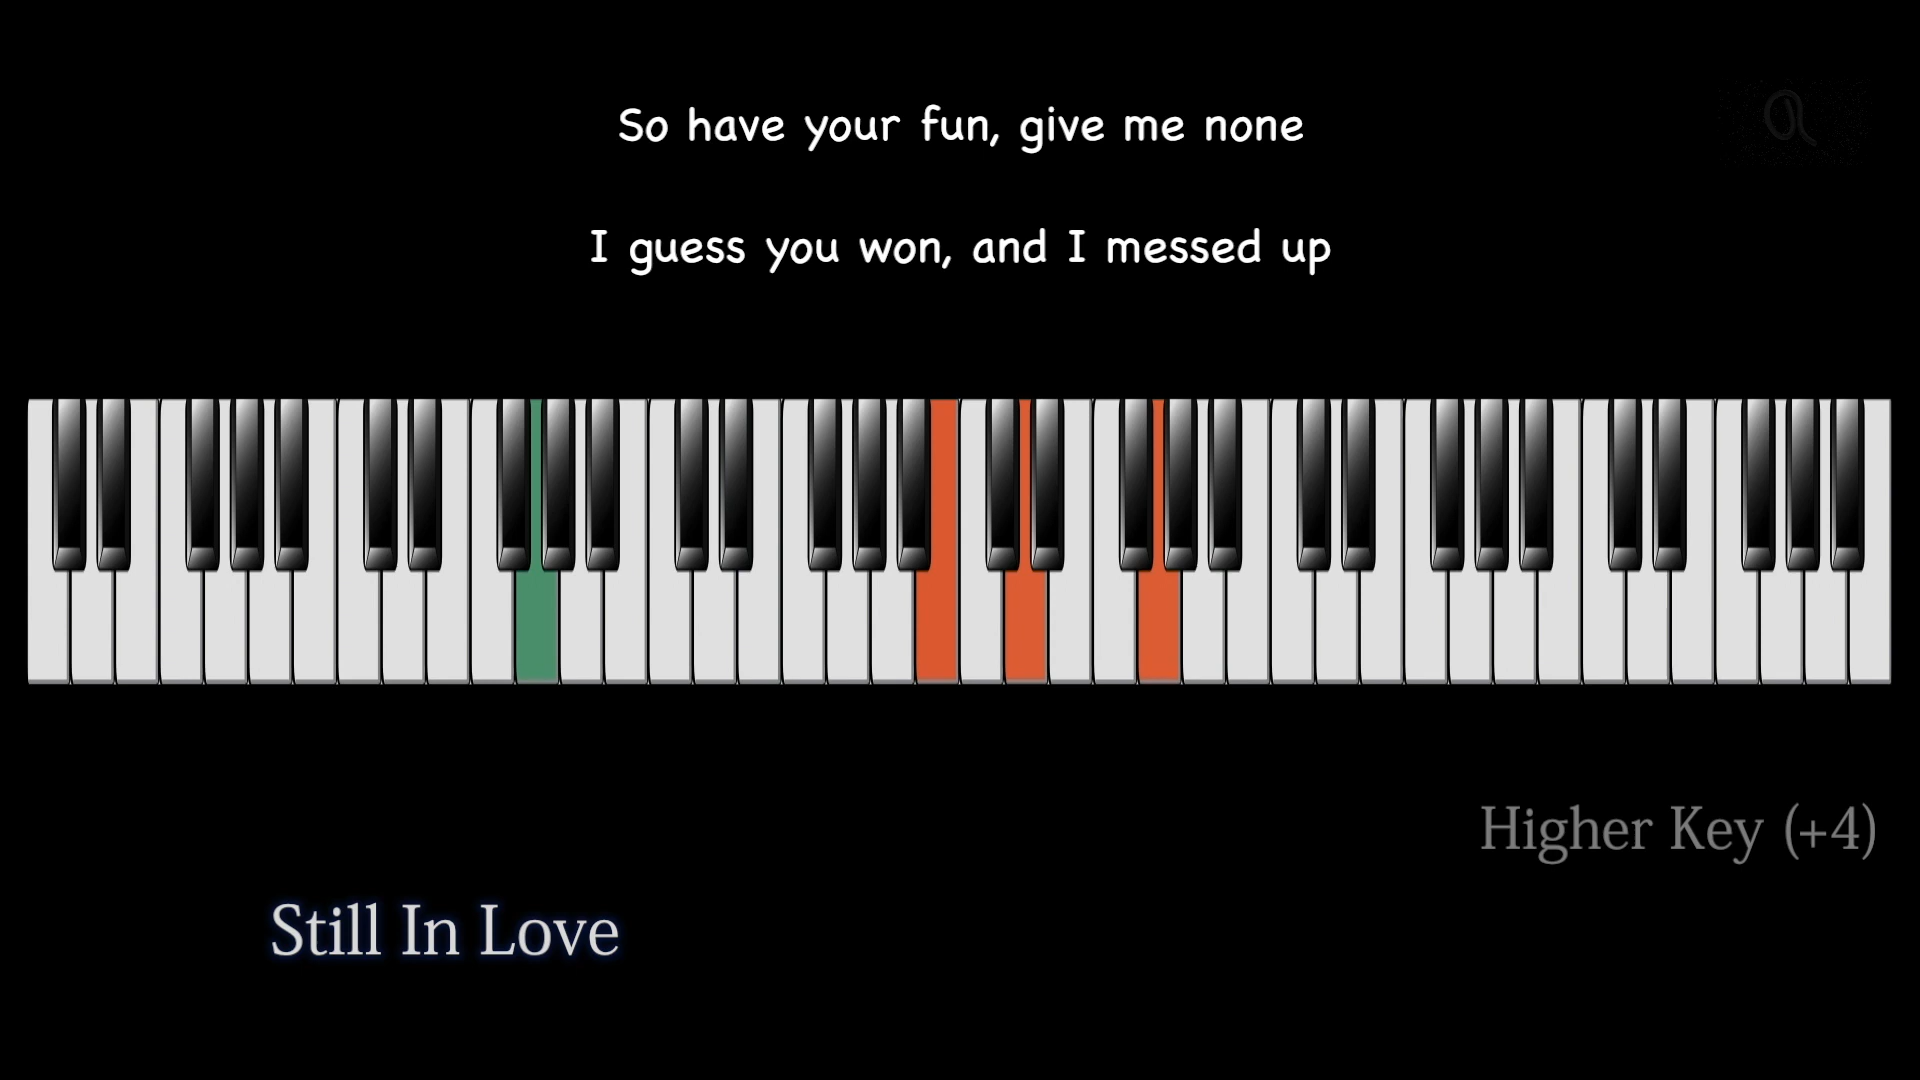 So have your fun, give me none
I guess you won, and I messed up
Higher Key (+4)
Still In Love